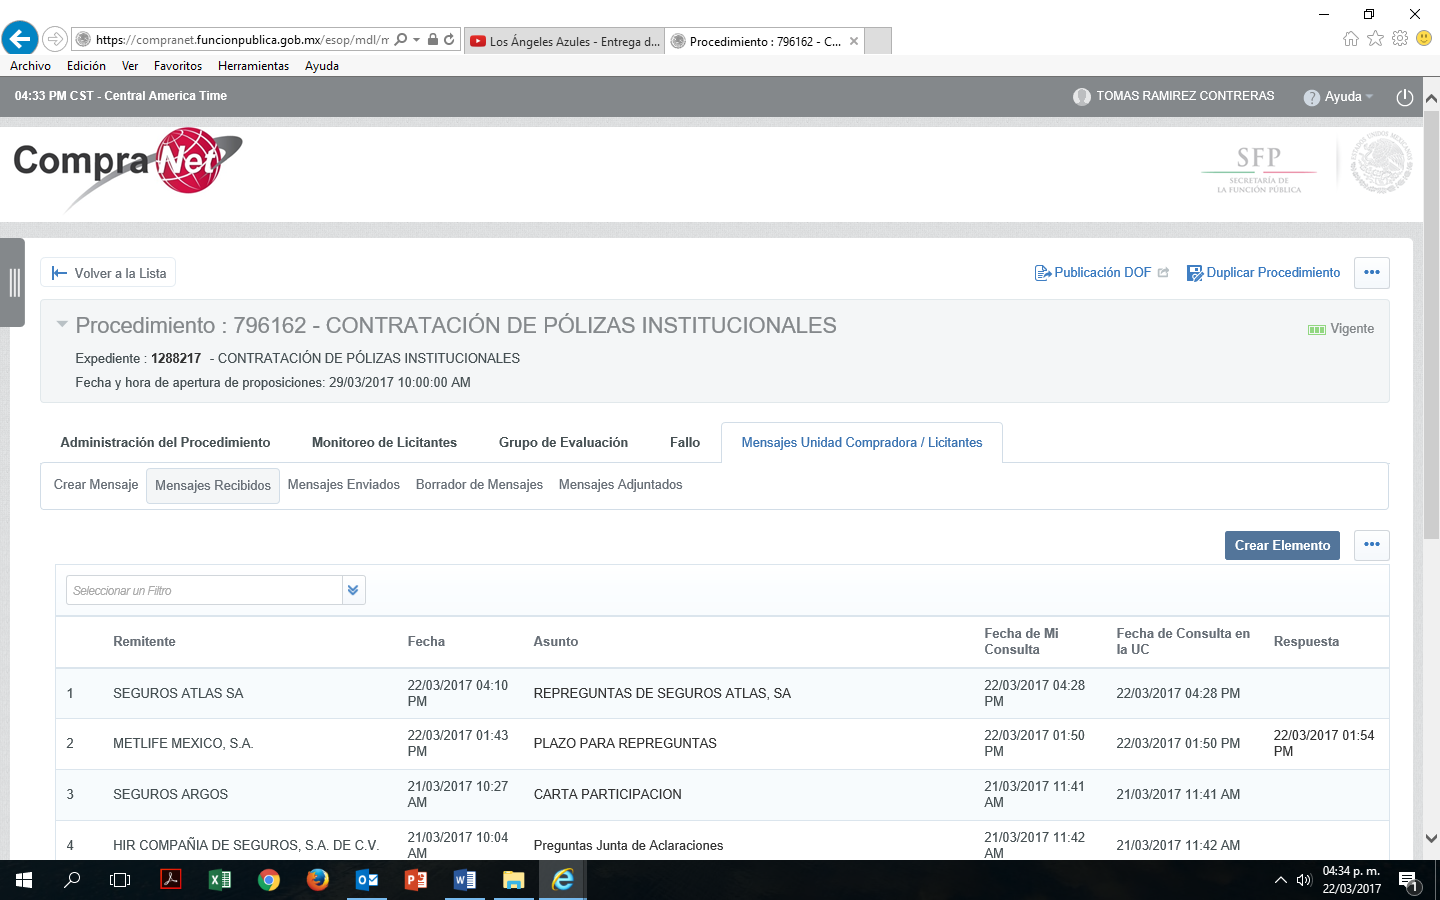 https://compranet.funcionpublica.gob.mx/esop/mdl/n
Los Ángeles Azules - Entrega d...
Procedimiento : 796162 - C...
Archivo Edición Ver Favoritos Herramientas Ayuda
04:33 PM CST - Central America Time
TOMAS RAMIREZ CONTRERAS
Ayuda
CompraNet
SFP
SECRETARÍA DE
LA FUNCIÓN PÚBLICA
ESTADOS UNIDOS MEXICANOS
Volver a la Lista
Publicación DOF
Duplicar Procedimiento
Procedimiento : 796162 - CONTRATACIÓN DE PÓLIZAS INSTITUCIONALES
Vigente
Expediente : 1288217 - CONTRATACIÓN DE PÓLIZAS INSTITUCIONALES
Fecha y hora de apertura de proposiciones: 29/03/2017 10:00:00 AM
Administración del Procedimiento Monitoreo de Licitantes Grupo de Evaluación Fallo Mensajes Unidad Compradora / Licitantes
Crear Mensaje Mensajes Recibidos Mensajes Enviados Borrador de Mensajes Mensajes Adjuntados
Crear Elemento
Seleccionar un Filtro
Remitente Fecha Asunto Fecha de Mi Consulta Fecha de Consulta en la UC Respuesta
1 SEGUROS ATLAS SA 22/03/2017 04:10 PM REPREGUNTAS DE SEGUROS ATLAS, SA 22/03/2017 04:28 PM 22/03/2017 04:28 PM
2 METLIFE MEXICO, S.A. 22/03/2017 01:43 PM PLAZO PARA REPREGUNTAS 22/03/2017 01:50 PM 22/03/2017 01:50 PM 22/03/2017 01:54 PM
3 SEGUROS ARGOS 21/03/2017 10:27 AM CARTA PARTICIPACION 21/03/2017 11:41 AM 21/03/2017 11:41 AM
4 HIR COMPAÑIA DE SEGUROS, S.A. DE C.V. 21/03/2017 10:04 AM Preguntas Junta de Aclaraciones 21/03/2017 11:42 AM 21/03/2017 11:42 AM
04:34 p. m.
22/03/2017
1